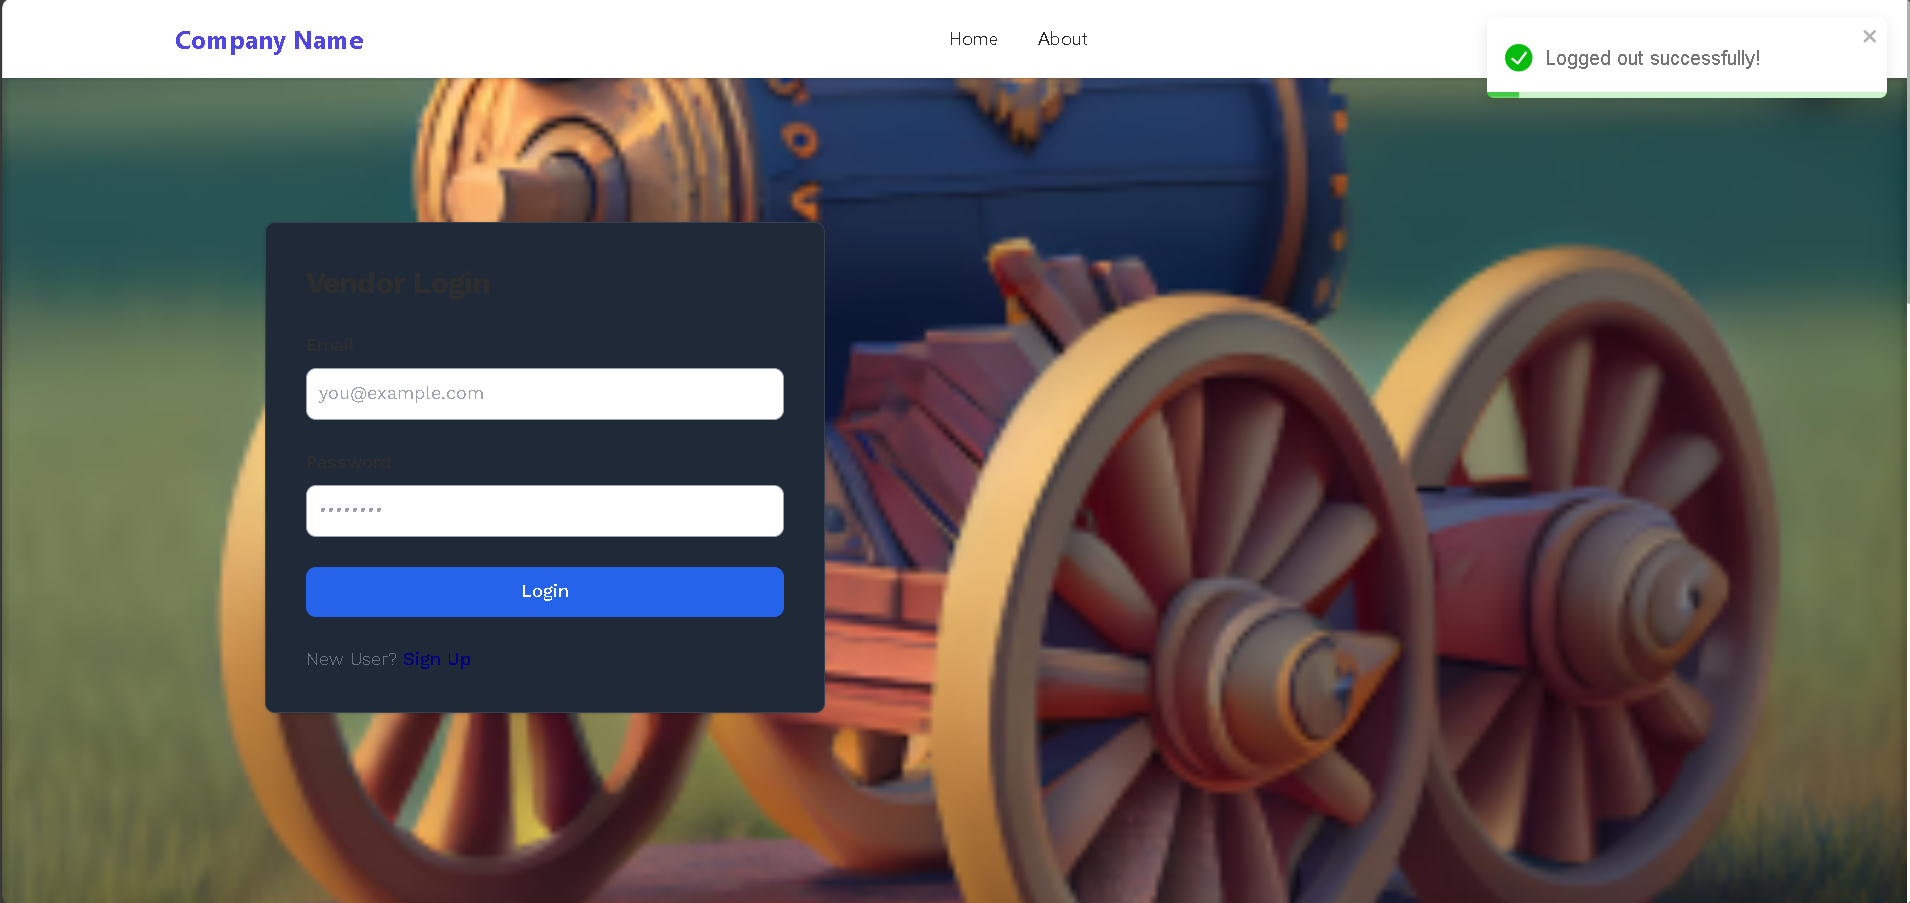 Company Name
Home About
Logged out successfully!
Vendor Login
Email
you@example.com
Password
••••••••
Login
New User? Sign Up